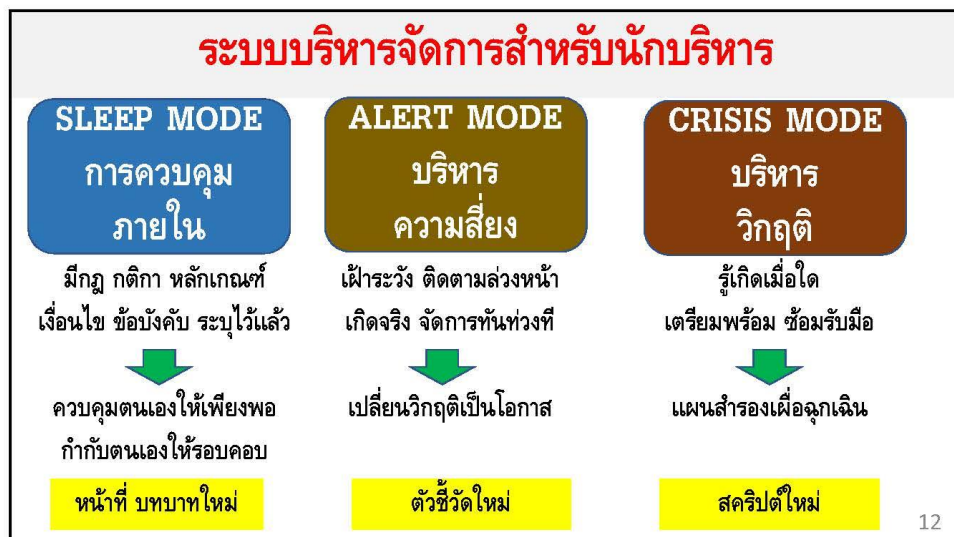 ระบบบริหารจัดการสำหรับนักบริหาร
SLEEP MODE
การควบคุม
ภายใน
มีกฎ กติกา หลักเกณฑ์
เงื่อนไข ข้อบังคับ ระบุไว้แล้ว
ควบคุมตนเองให้เพียงพอ
กำกับตนเองให้รอบคอบ
หน้าที่ บทบาทใหม่
ALERT MODE
บริหาร
ความสี่ยง
เฝ้าระวัง ติดตามล่วงหน้า
เกิดจริง จัดการทันท่วงที
เปลี่ยนวิกฤติเป็นโอกาส
ตัวชี้วัดใหม่
CRISIS MODE
บริหาร
วิกฤติ
รู้เกิดเมื่อใด
เตรียมพร้อม ซ้อมรับมือ
แผนสำรองเผื่อฉุกเฉิน
สคริปต์ใหม่
12